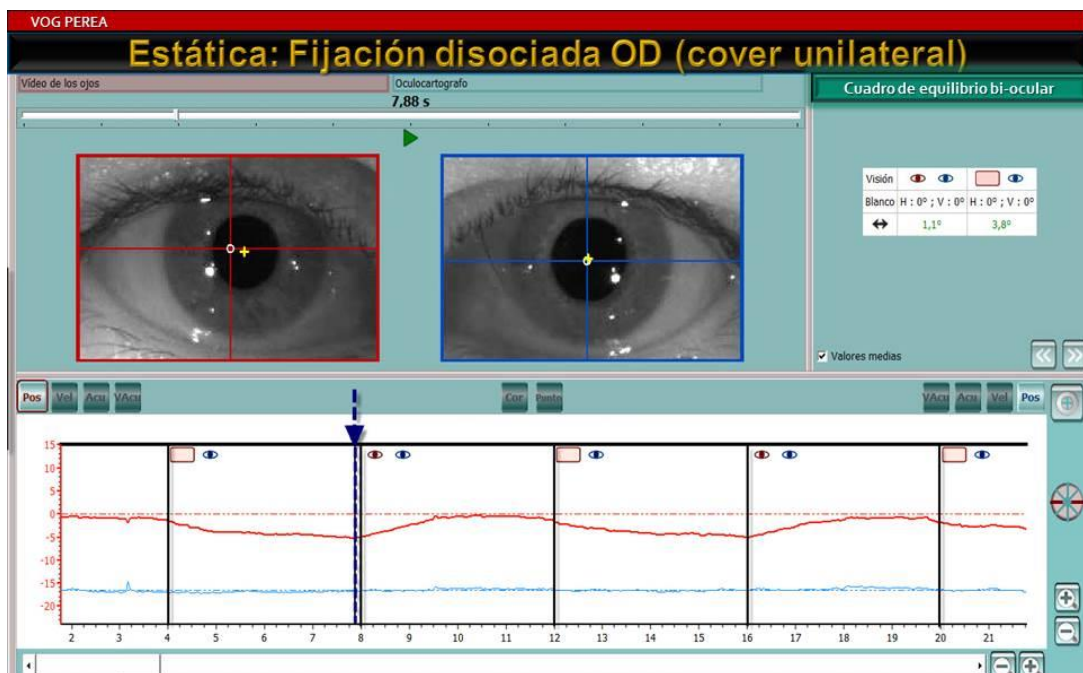 VOG PEREA
Estática: Fijación disociada OD (cover unilateral)
Vídeo de los ojos
Oculocartografo
7,88 s
Cuadro de equilibrio bi-ocular
Visión
Blanco H : 0º ; V : 0º H : 0º ; V : 0º
1,1º 3,8º
Valores medias
Pos Vel Acu VAcu Cor Punto VAcu Acu Vel Pos
15
10
5
0
-5
-10
-15
-20
2 3 4 5 6 7 8 9 10 11 12 13 14 15 16 17 18 19 20 21